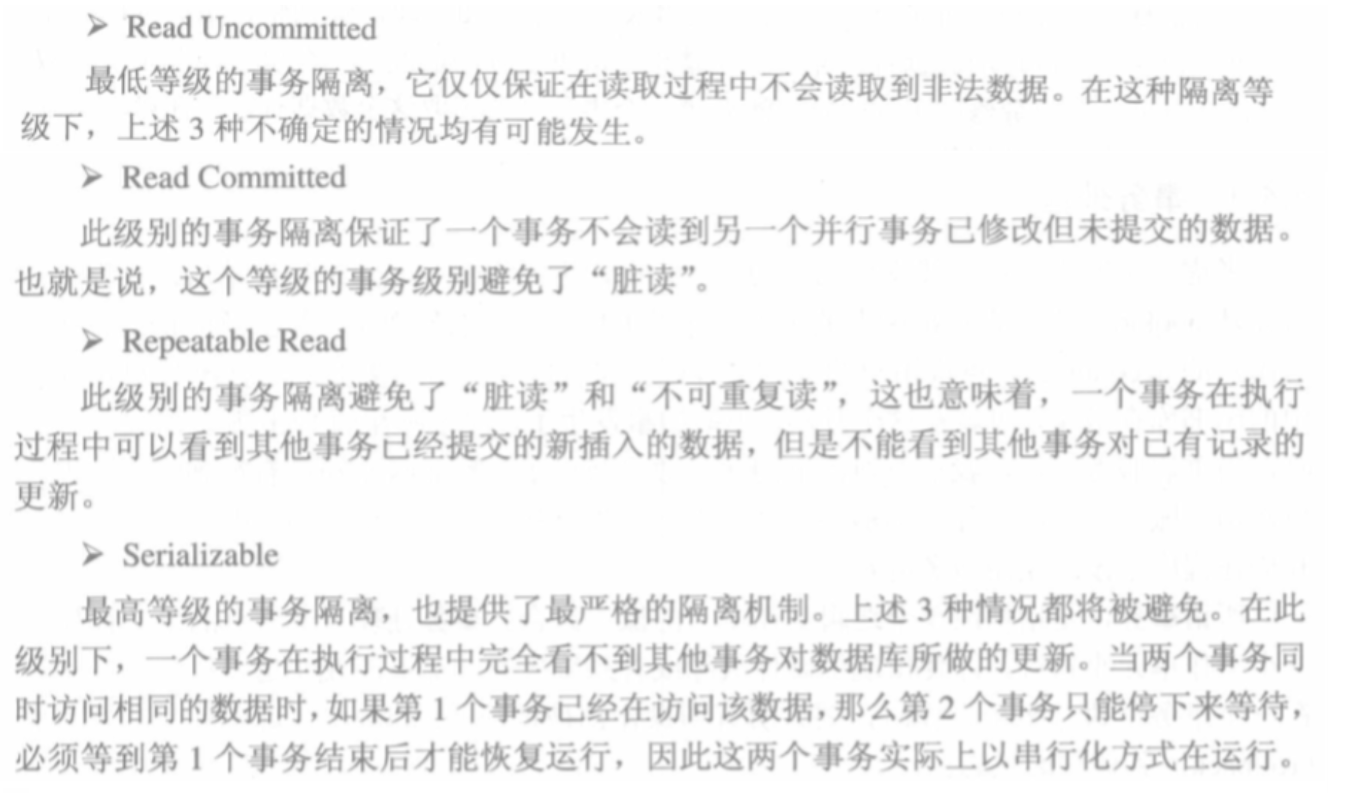 ➢ Read Uncommitted
最低等级的事务隔离，它仅仅保证在读取过程中不会读取到非法数据。在这种隔离等
级下，上述 3 种不确定的情况均有可能发生。
➢ Read Committed
此级别的事务隔离保证了一个事务不会读到另一个并行事务已修改但未提交的数据。
也就是说，这个等级的事务级别避免了“脏读”。
➢ Repeatable Read
此级别的事务隔离避免了“脏读”和“不可重复读”，这也意味着，一个事务在执行
过程中可以看到其他事务已经提交的新插入的数据，但是不能看到其他事务对已有记录的
更新。
➢ Serializable
最高等级的事务隔离，也提供了最严格的隔离机制。上述 3 种情况都将被避免。在此
级别下，一个事务在执行过程中完全看不到其他事务对数据库所做的更新。当两个事务同
时访问相同的数据时，如果第 1 个事务已经在访问该数据，那么第 2 个事务只能停下来等待，
必须等到第 1 个事务结束后才能恢复运行，因此这两个事务实际上以串行化方式在运行。